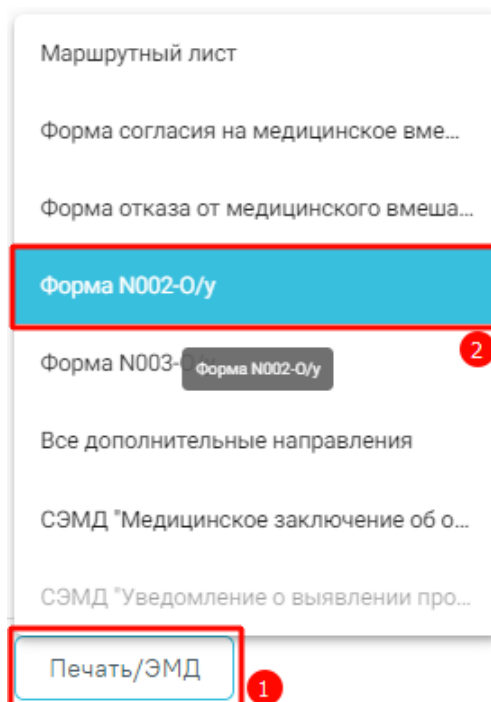 Маршрутный лист
Форма согласия на медицинское вме...
Форма отказа от медицинского вмеша...
Форма N002-О/у
2
Форма N003-О/у
Форма N002-О/у
Все дополнительные направления
СЭМД "Медицинское заключение об о...
СЭМД "Уведомление о выявлении про...
Печать/ЭМД
1